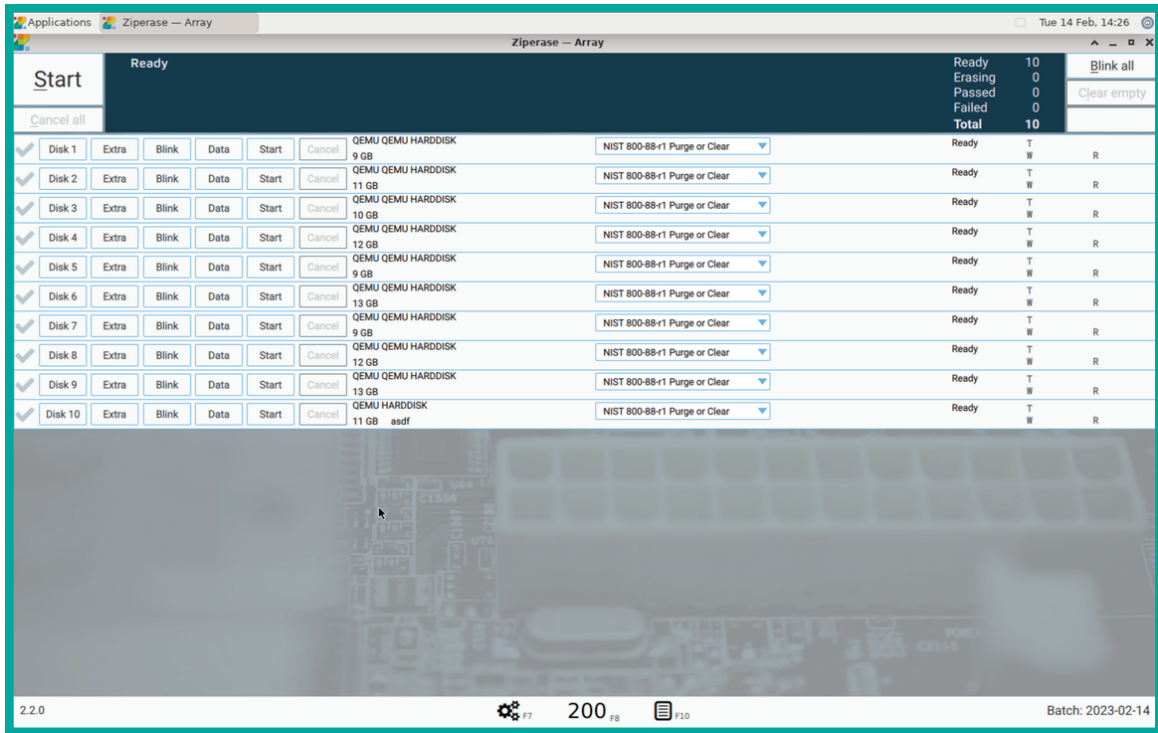 Applications Ziperase — Array Tue 14 Feb, 14:26
Ziperase — Array
Start Ready Ready 10 Blink all
Erasing 0
Passed 0 Clear empty
Cancel all Failed 0
Total 10
Disk 1 Extra Blink Data Start Cancel QEMU QEMU HARDDISK NIST 800-88-r1 Purge or Clear Ready T
9 GB W R
Disk 2 Extra Blink Data Start Cancel QEMU QEMU HARDDISK NIST 800-88-r1 Purge or Clear Ready T
11 GB W R
Disk 3 Extra Blink Data Start Cancel QEMU QEMU HARDDISK NIST 800-88-r1 Purge or Clear Ready T
10 GB W R
Disk 4 Extra Blink Data Start Cancel QEMU QEMU HARDDISK NIST 800-88-r1 Purge or Clear Ready T
12 GB W R
Disk 5 Extra Blink Data Start Cancel QEMU QEMU HARDDISK NIST 800-88-r1 Purge or Clear Ready T
9 GB W R
Disk 6 Extra Blink Data Start Cancel QEMU QEMU HARDDISK NIST 800-88-r1 Purge or Clear Ready T
13 GB W R
Disk 7 Extra Blink Data Start Cancel QEMU QEMU HARDDISK NIST 800-88-r1 Purge or Clear Ready T
9 GB W R
Disk 8 Extra Blink Data Start Cancel QEMU QEMU HARDDISK NIST 800-88-r1 Purge or Clear Ready T
12 GB W R
Disk 9 Extra Blink Data Start Cancel QEMU QEMU HARDDISK NIST 800-88-r1 Purge or Clear Ready T
13 GB W R
Disk 10 Extra Blink Data Start Cancel QEMU HARDDISK NIST 800-88-r1 Purge or Clear Ready T
11 GB asdf W R
U64
C1556
2.2.0 F7 200 F8 F10 Batch: 2023-02-14